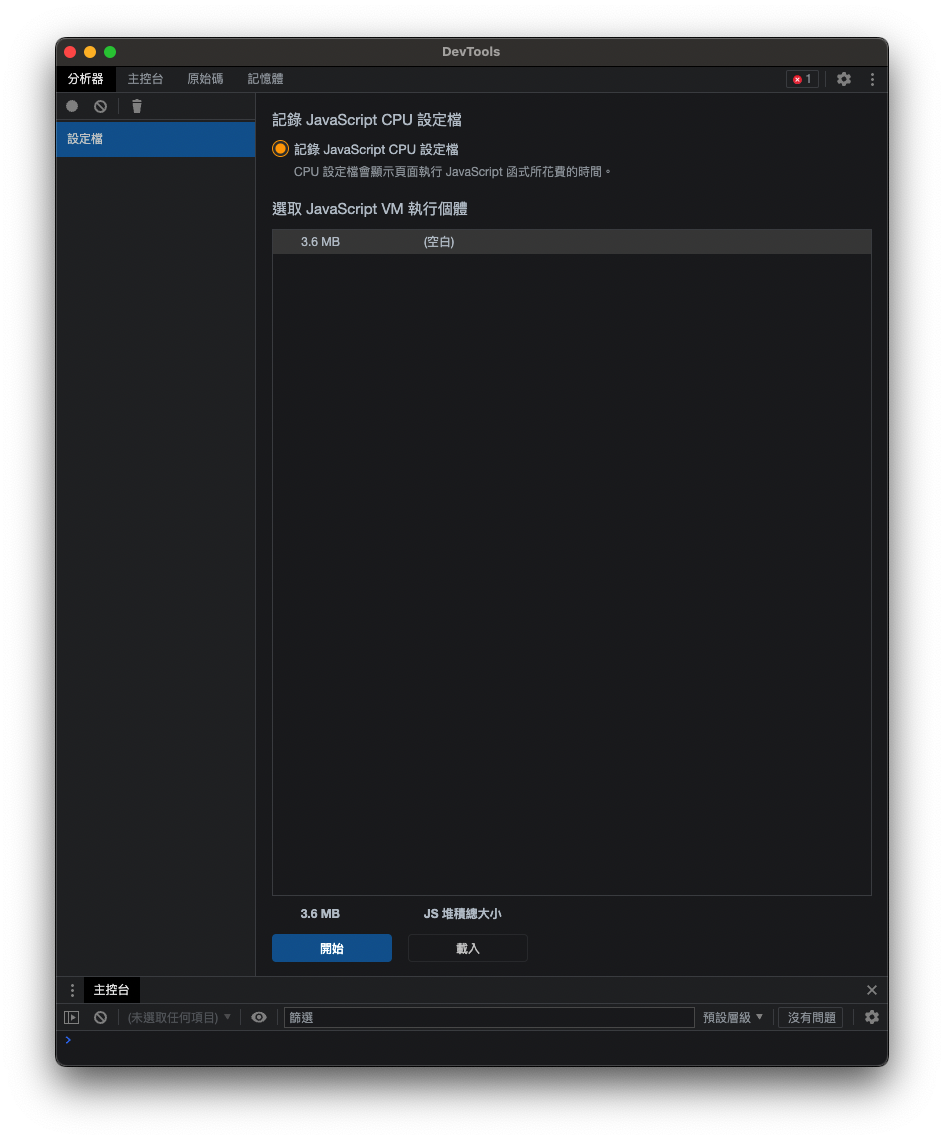 DevTools
分析器 主控台 原始碼 記憶體 1
設定檔
記錄 JavaScript CPU 設定檔
記錄 JavaScript CPU 設定檔
CPU 設定檔會顯示頁面執行 JavaScript 函式所花費的時間。
選取 JavaScript VM 執行個體
3.6 MB (空白)
3.6 MB JS 堆積總大小
開始 載入
主控台
(未選取任何項目) 篩選 預設層級 沒有問題